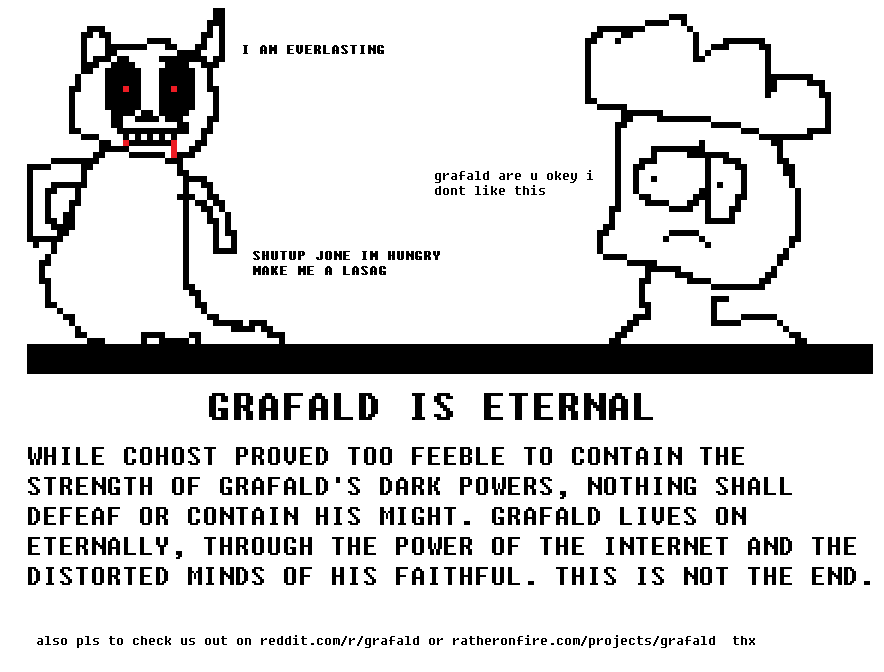 I AM EVERLASTING
grafald are u okey i
dont like this
SHUTUP JONE IM HUNGRY
MAKE ME A LASAG
GRAFALD IS ETERNAL
WHILE COHOST PROVED TOO FEEBLE TO CONTAIN THE
STRENGTH OF GRAFALD'S DARK POWERS, NOTHING SHALL
DEFEAF OR CONTAIN HIS MIGHT. GRAFALD LIVES ON
ETERNALLY, THROUGH THE POWER OF THE INTERNET AND THE
DISTORTED MINDS OF HIS FAITHFUL. THIS IS NOT THE END.
also pls to check us out on reddit.com/r/grafald or ratheronfire.com/projects/grafald thx